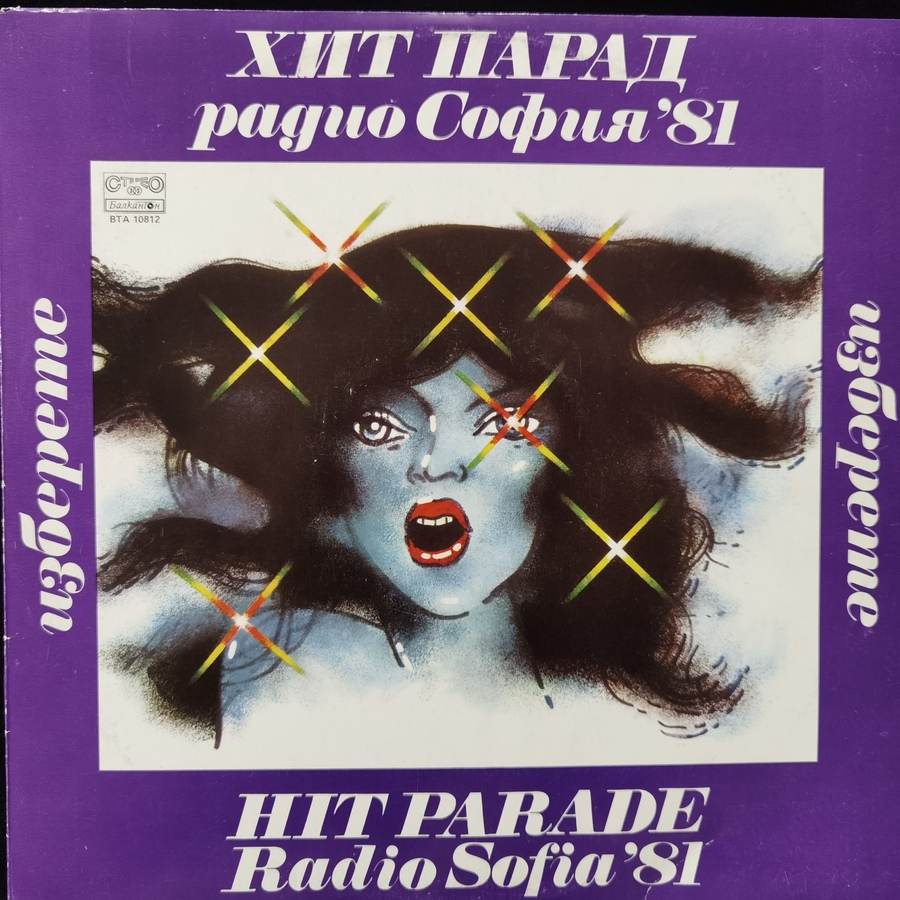 ХИТ ПАРАД
радио София '81
СТЕРЕО
Балкантон
ВТА 10812
изберете
изберете
HIT PARADE
Radio Sofia '81